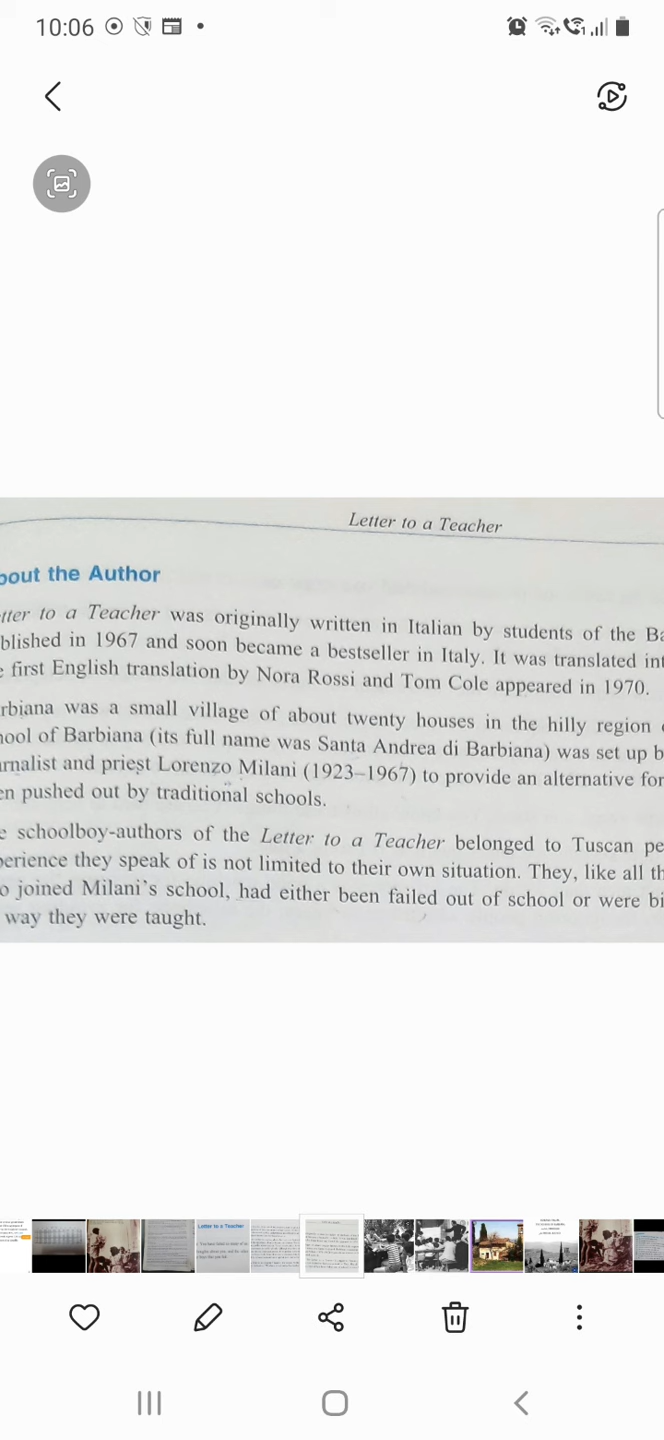 10:06
Letter to a Teacher
bout the Author
tter to a Teacher was originally written in Italian by students of the Ba
blished in 1967 and soon became a bestseller in Italy. It was translated int
e first English translation by Nora Rossi and Tom Cole appeared in 1970.
rbiana was a small village of about twenty houses in the hilly region
hool of Barbiana (its full name was Santa Andrea di Barbiana) was set up b
urnalist and priest Lorenzo Milani (1923–1967) to provide an alternative for
en pushed out by traditional schools.
e schoolboy-authors of the Letter to a Teacher belonged to Tuscan pe
perience they speak of is not limited to their own situation. They, like all th
o joined Milani's school, had either been failed out of school or were bi
way they were taught.
Letter to a Teacher